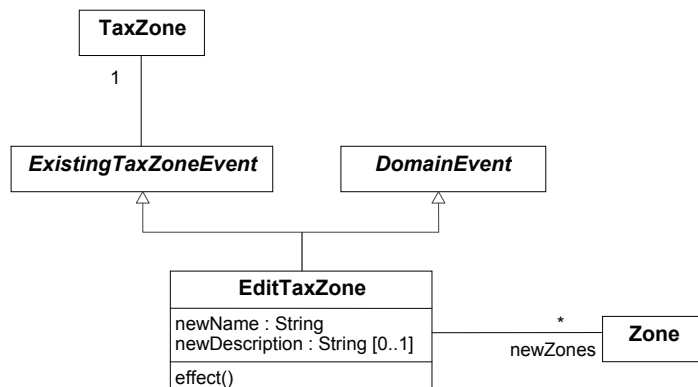 TaxZone
1
ExistingTaxZoneEvent
DomainEvent
EditTaxZone
newName : String
newDescription : String [0..1]
effect()
*
newZones
Zone